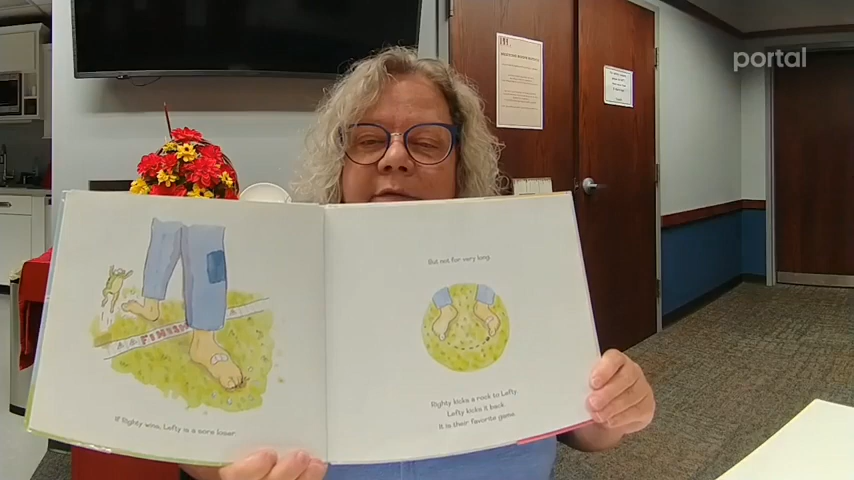 portal
FINISH
If Righty wins, Lefty is a sore loser.
But not for very long.
Righty kicks a rock to Lefty.
Lefty kicks it back.
It is their favorite game.